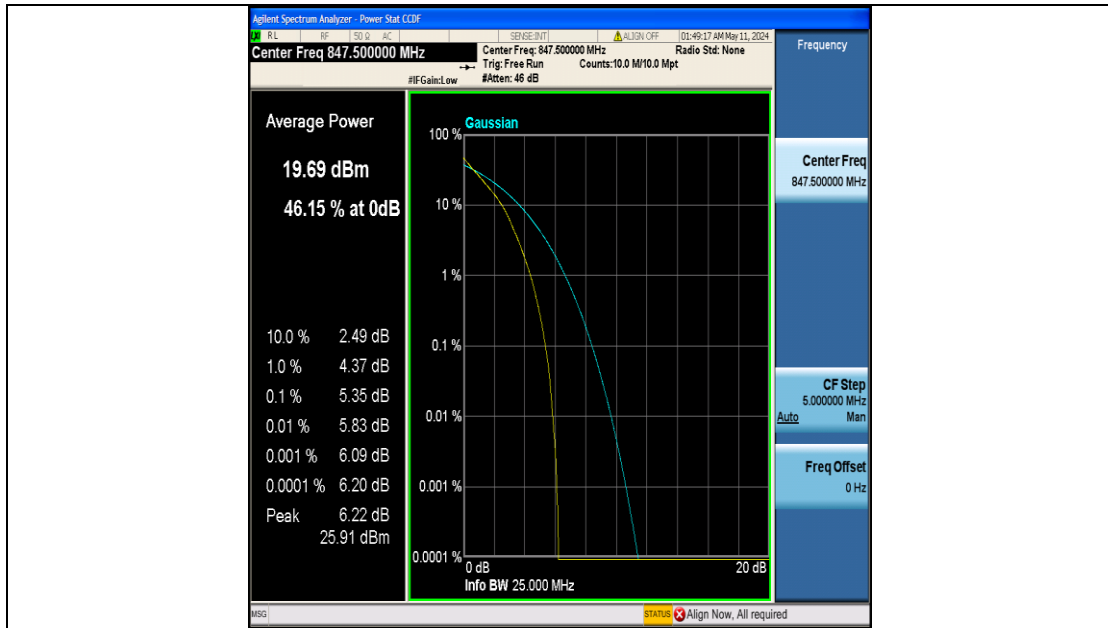 Agilent Spectrum Analyzer - Power Stat CCDF
RL RF 50 Ω AC SENSE:INT ALIGN OFF 01:49:17 AM May 11, 2024
Center Freq 847.500000 MHz
Center Freq: 847.500000 MHz Radio Std: None
Trig: Free Run Counts:10.0 M/10.0 Mpt
#IFGain:Low #Atten: 46 dB
Frequency
Average Power
19.69 dBm
46.15 % at 0dB
10.0 % 2.49 dB
1.0 % 4.37 dB
0.1 % 5.35 dB
0.01 % 5.83 dB
0.001 % 6.09 dB
0.0001 % 6.20 dB
Peak 6.22 dB
25.91 dBm
Gaussian
100 %
10 %
1 %
0.1 %
0.01 %
0.001 %
0.0001 %
0 dB 20 dB
Info BW 25.000 MHz
Center Freq
847.500000 MHz
CF Step
5.000000 MHz
Auto Man
Freq Offset
0 Hz
MSG STATUS Align Now, All required